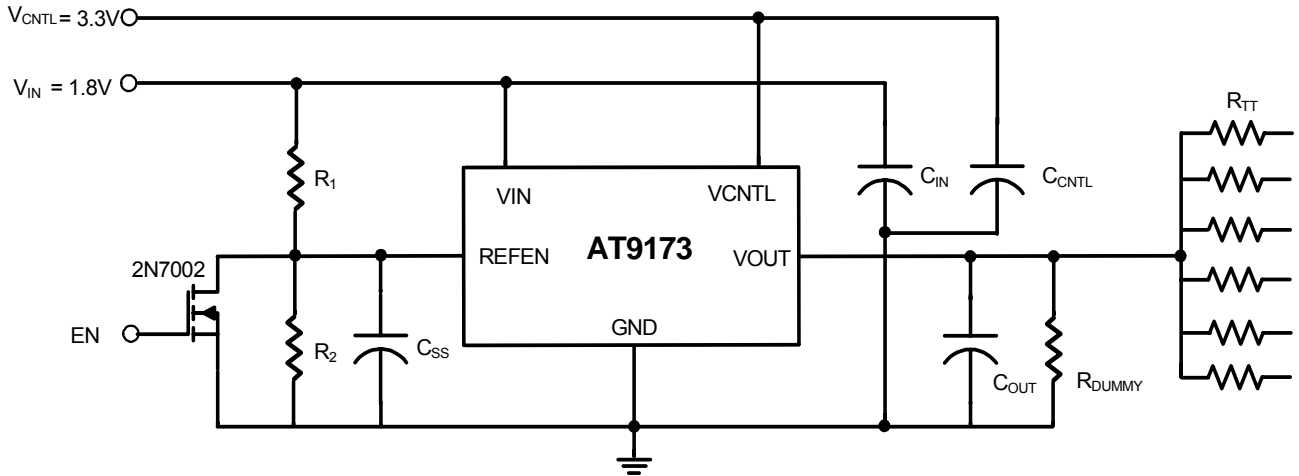 VCNTL = 3.3V
VIN = 1.8V
RTT
R1
VIN
VCNTL
CIN
CCNTL
REFEN
AT9173
VOUT
2N7002
EN
R2
CSS
GND
COUT
RDUMMY